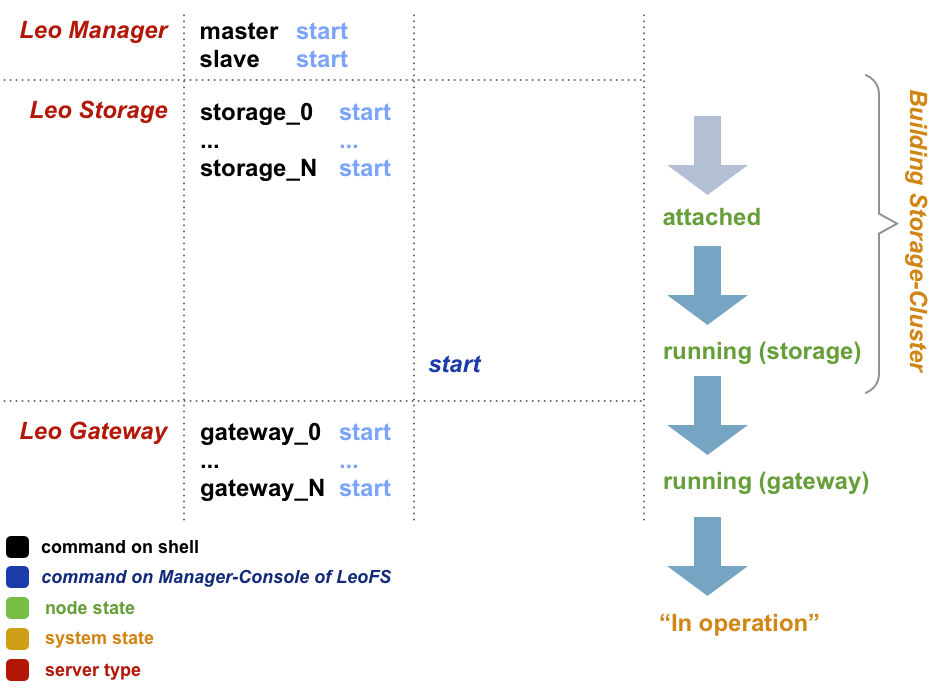 Leo Manager
master start
slave start
Leo Storage
storage_0 start
... ...
storage_N start
attached
Building Storage-Cluster
running (storage)
start
Leo Gateway
gateway_0 start
... ...
gateway_N start
running (gateway)
command on shell
command on Manager-Console of LeoFS
node state
system state
server type
“In operation”